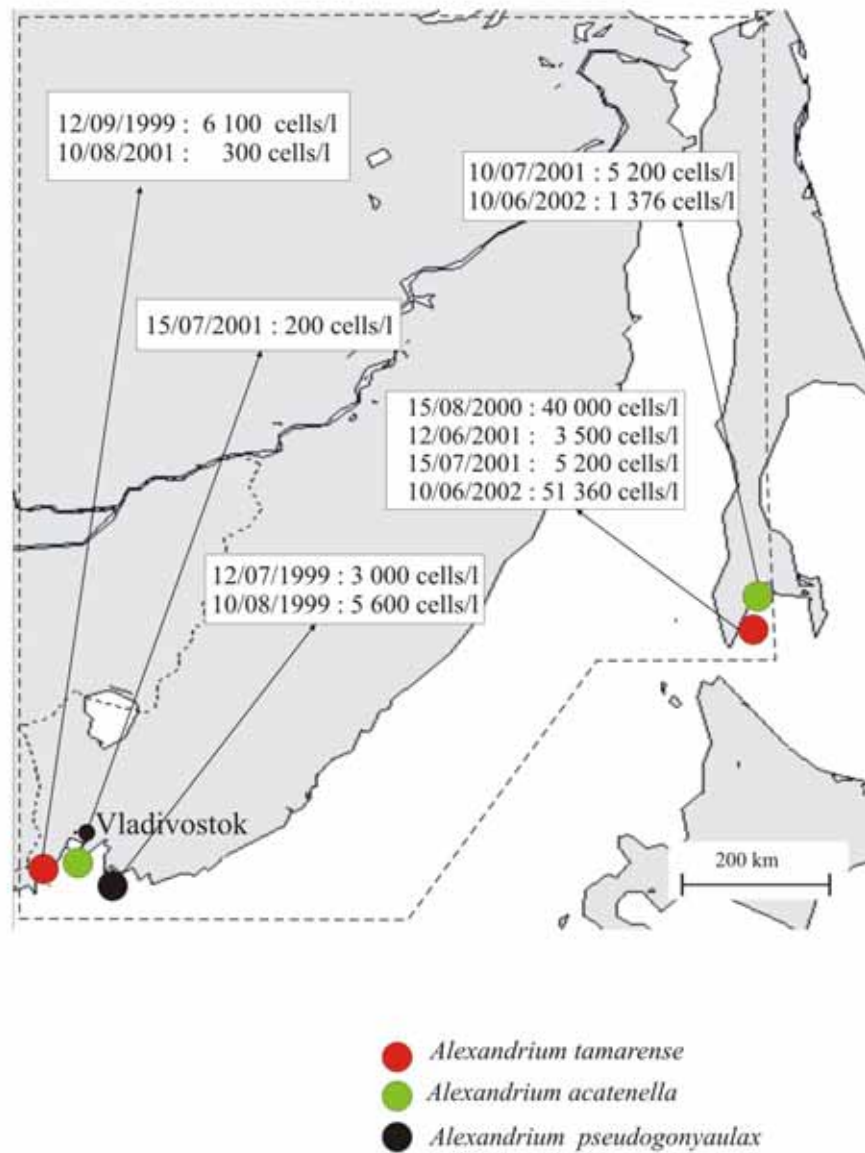 12/09/1999 : 6 100 cells/l
10/08/2001 : 300 cells/l
10/07/2001 : 5 200 cells/l
10/06/2002 : 1 376 cells/l
15/07/2001 : 200 cells/l
15/08/2000 : 40 000 cells/l
12/06/2001 : 3 500 cells/l
15/07/2001 : 5 200 cells/l
10/06/2002 : 51 360 cells/l
12/07/1999 : 3 000 cells/l
10/08/1999 : 5 600 cells/l
Vladivostok
200 km
Alexandrium tamarense
Alexandrium acatenella
Alexandrium pseudogonyaulax